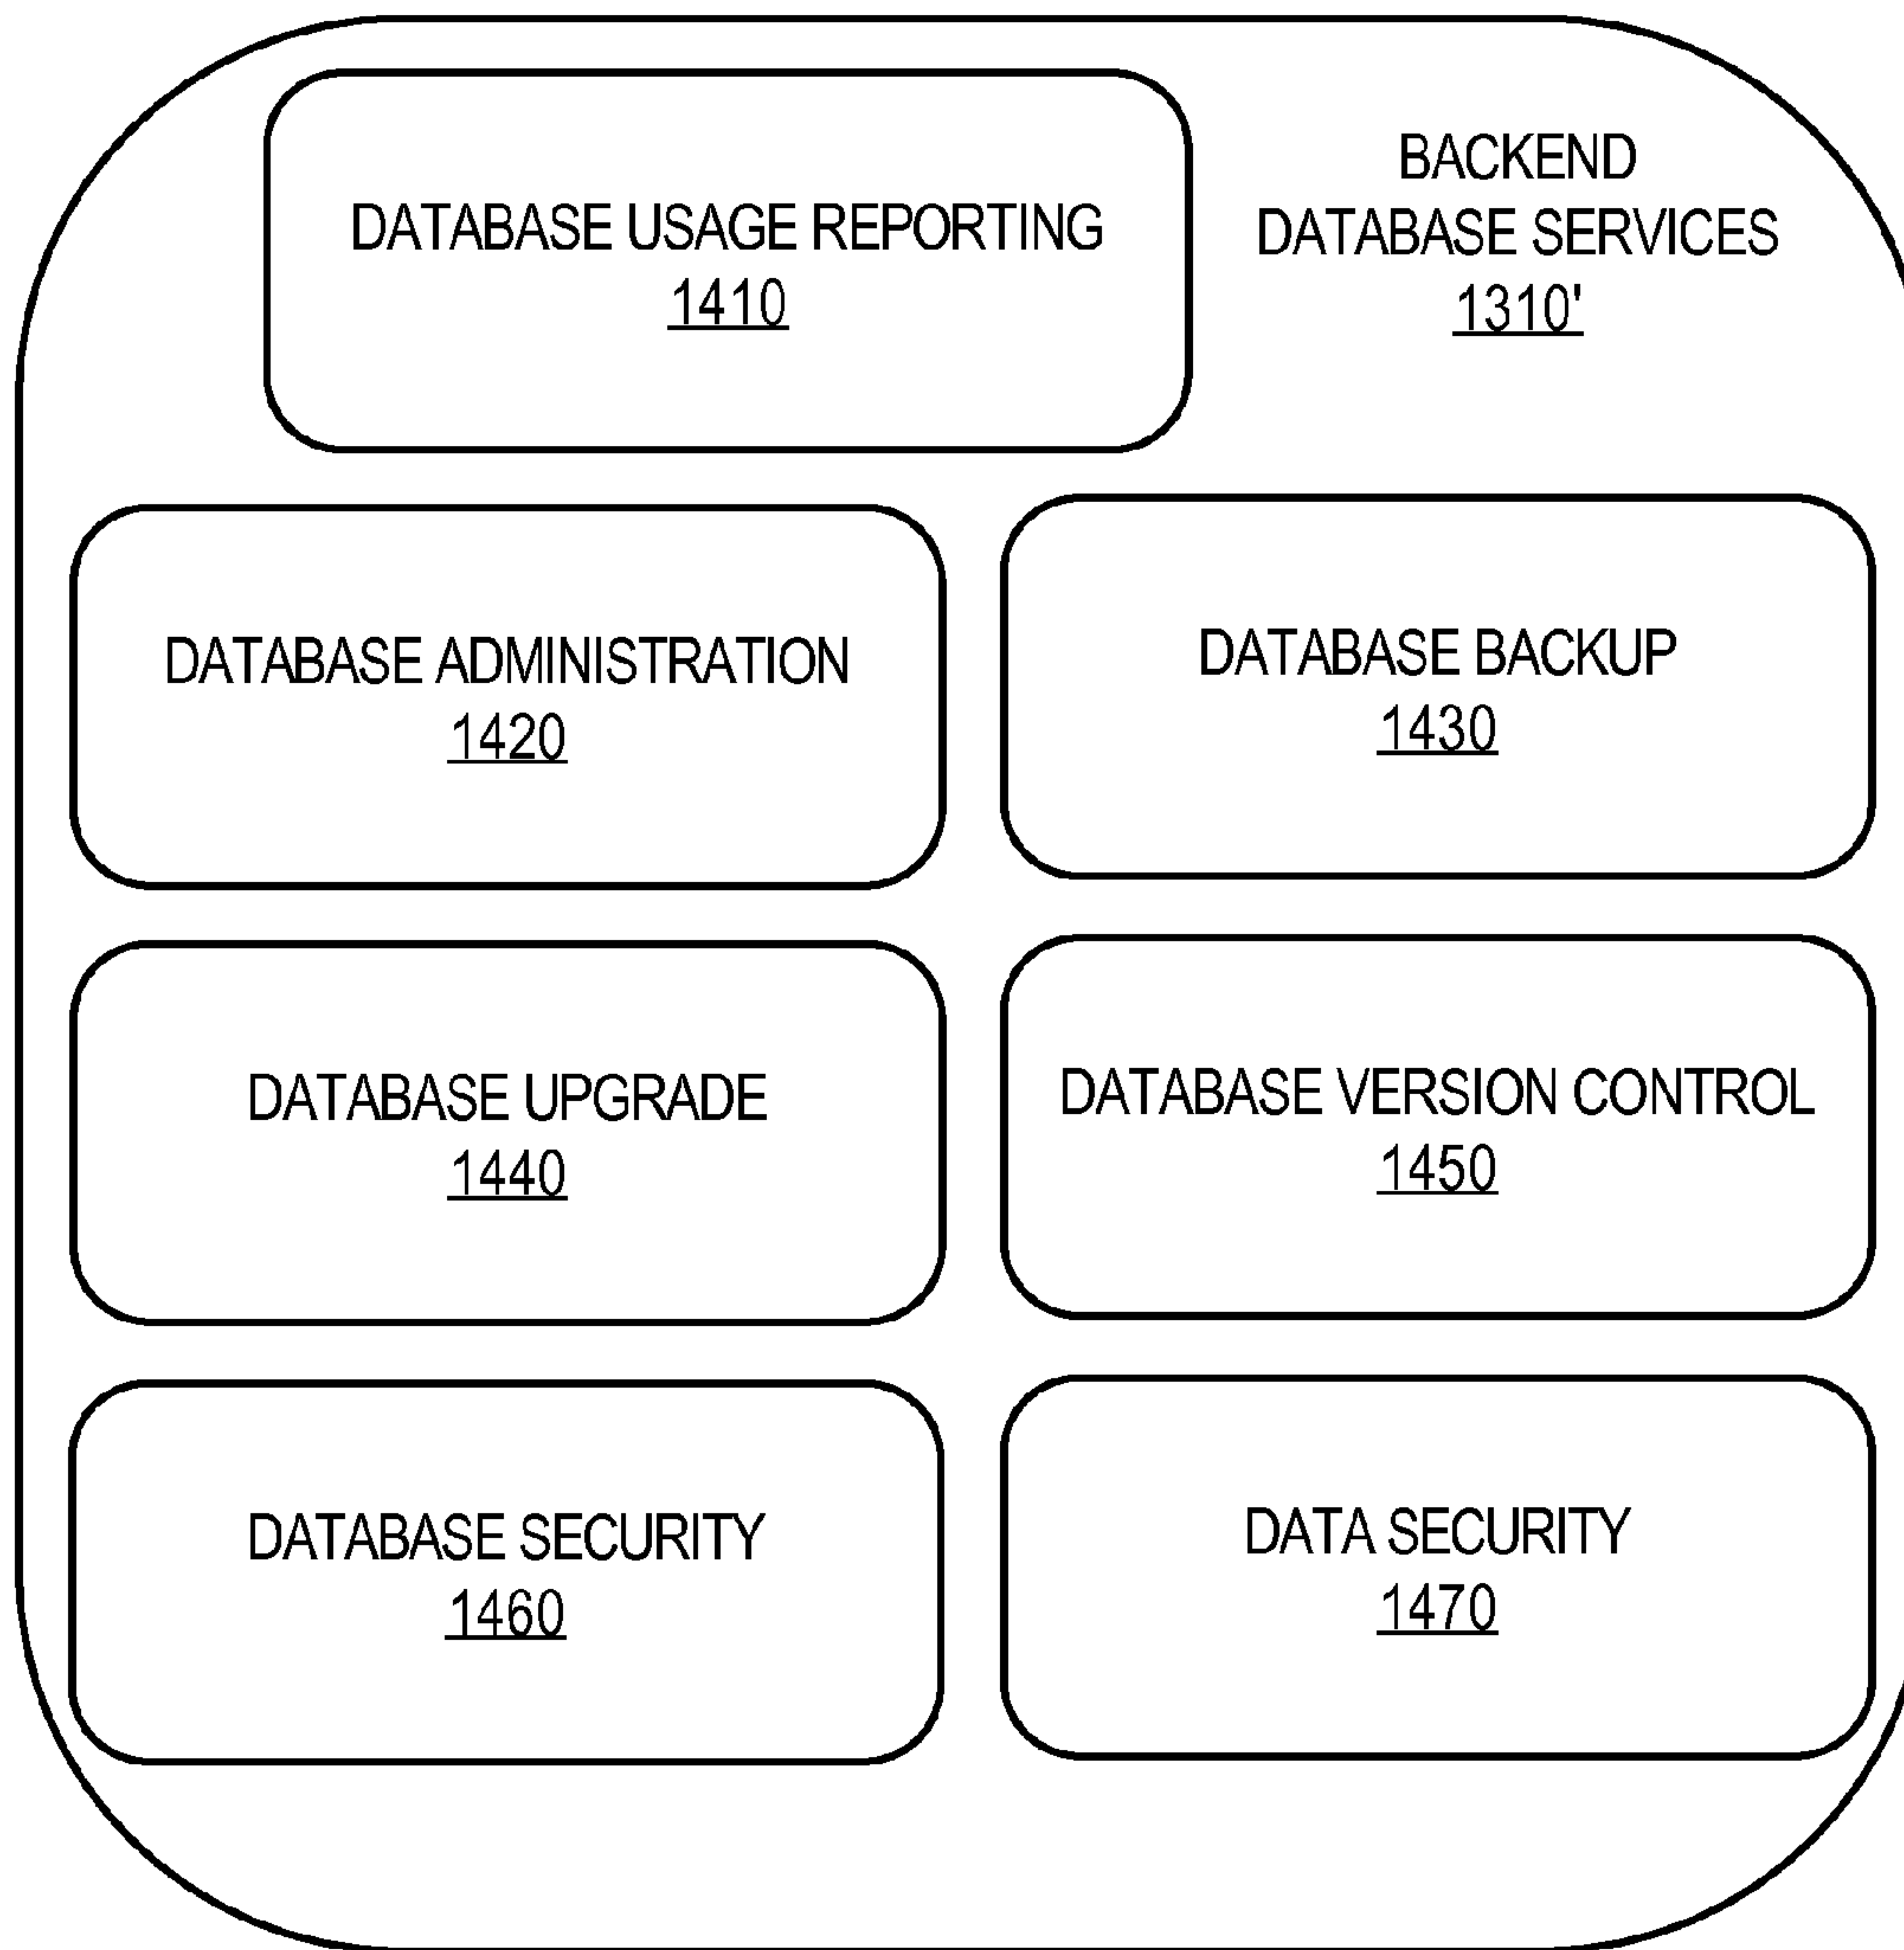 DATABASE USAGE REPORTING
1410
BACKEND
DATABASE SERVICES
1310'
DATABASE ADMINISTRATION
1420
DATABASE BACKUP
1430
DATABASE UPGRADE
1440
DATABASE VERSION CONTROL
1450
DATABASE SECURITY
1460
DATA SECURITY
1470